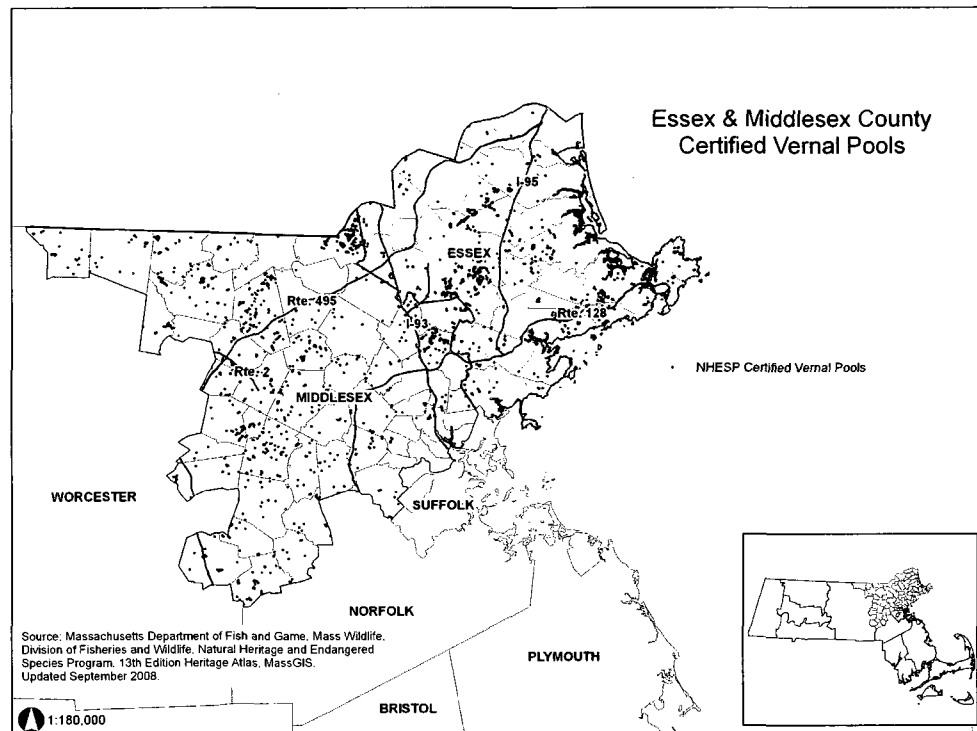 Essex & Middlesex County
Certified Vernal Pools
I-95
ESSEX
Rte. 495
I-93
Rte. 128
NHESP Certified Vernal Pools
Rte. 2
MIDDLESEX
WORCESTER
SUFFOLK
NORFOLK
Source: Massachusetts Department of Fish and Game, Mass Wildlife,
Division of Fisheries and Wildlife, Natural Heritage and Endangered
Species Program. 13th Edition Heritage Atlas, MassGIS.
Updated September 2008.
PLYMOUTH
BRISTOL
1:180,000